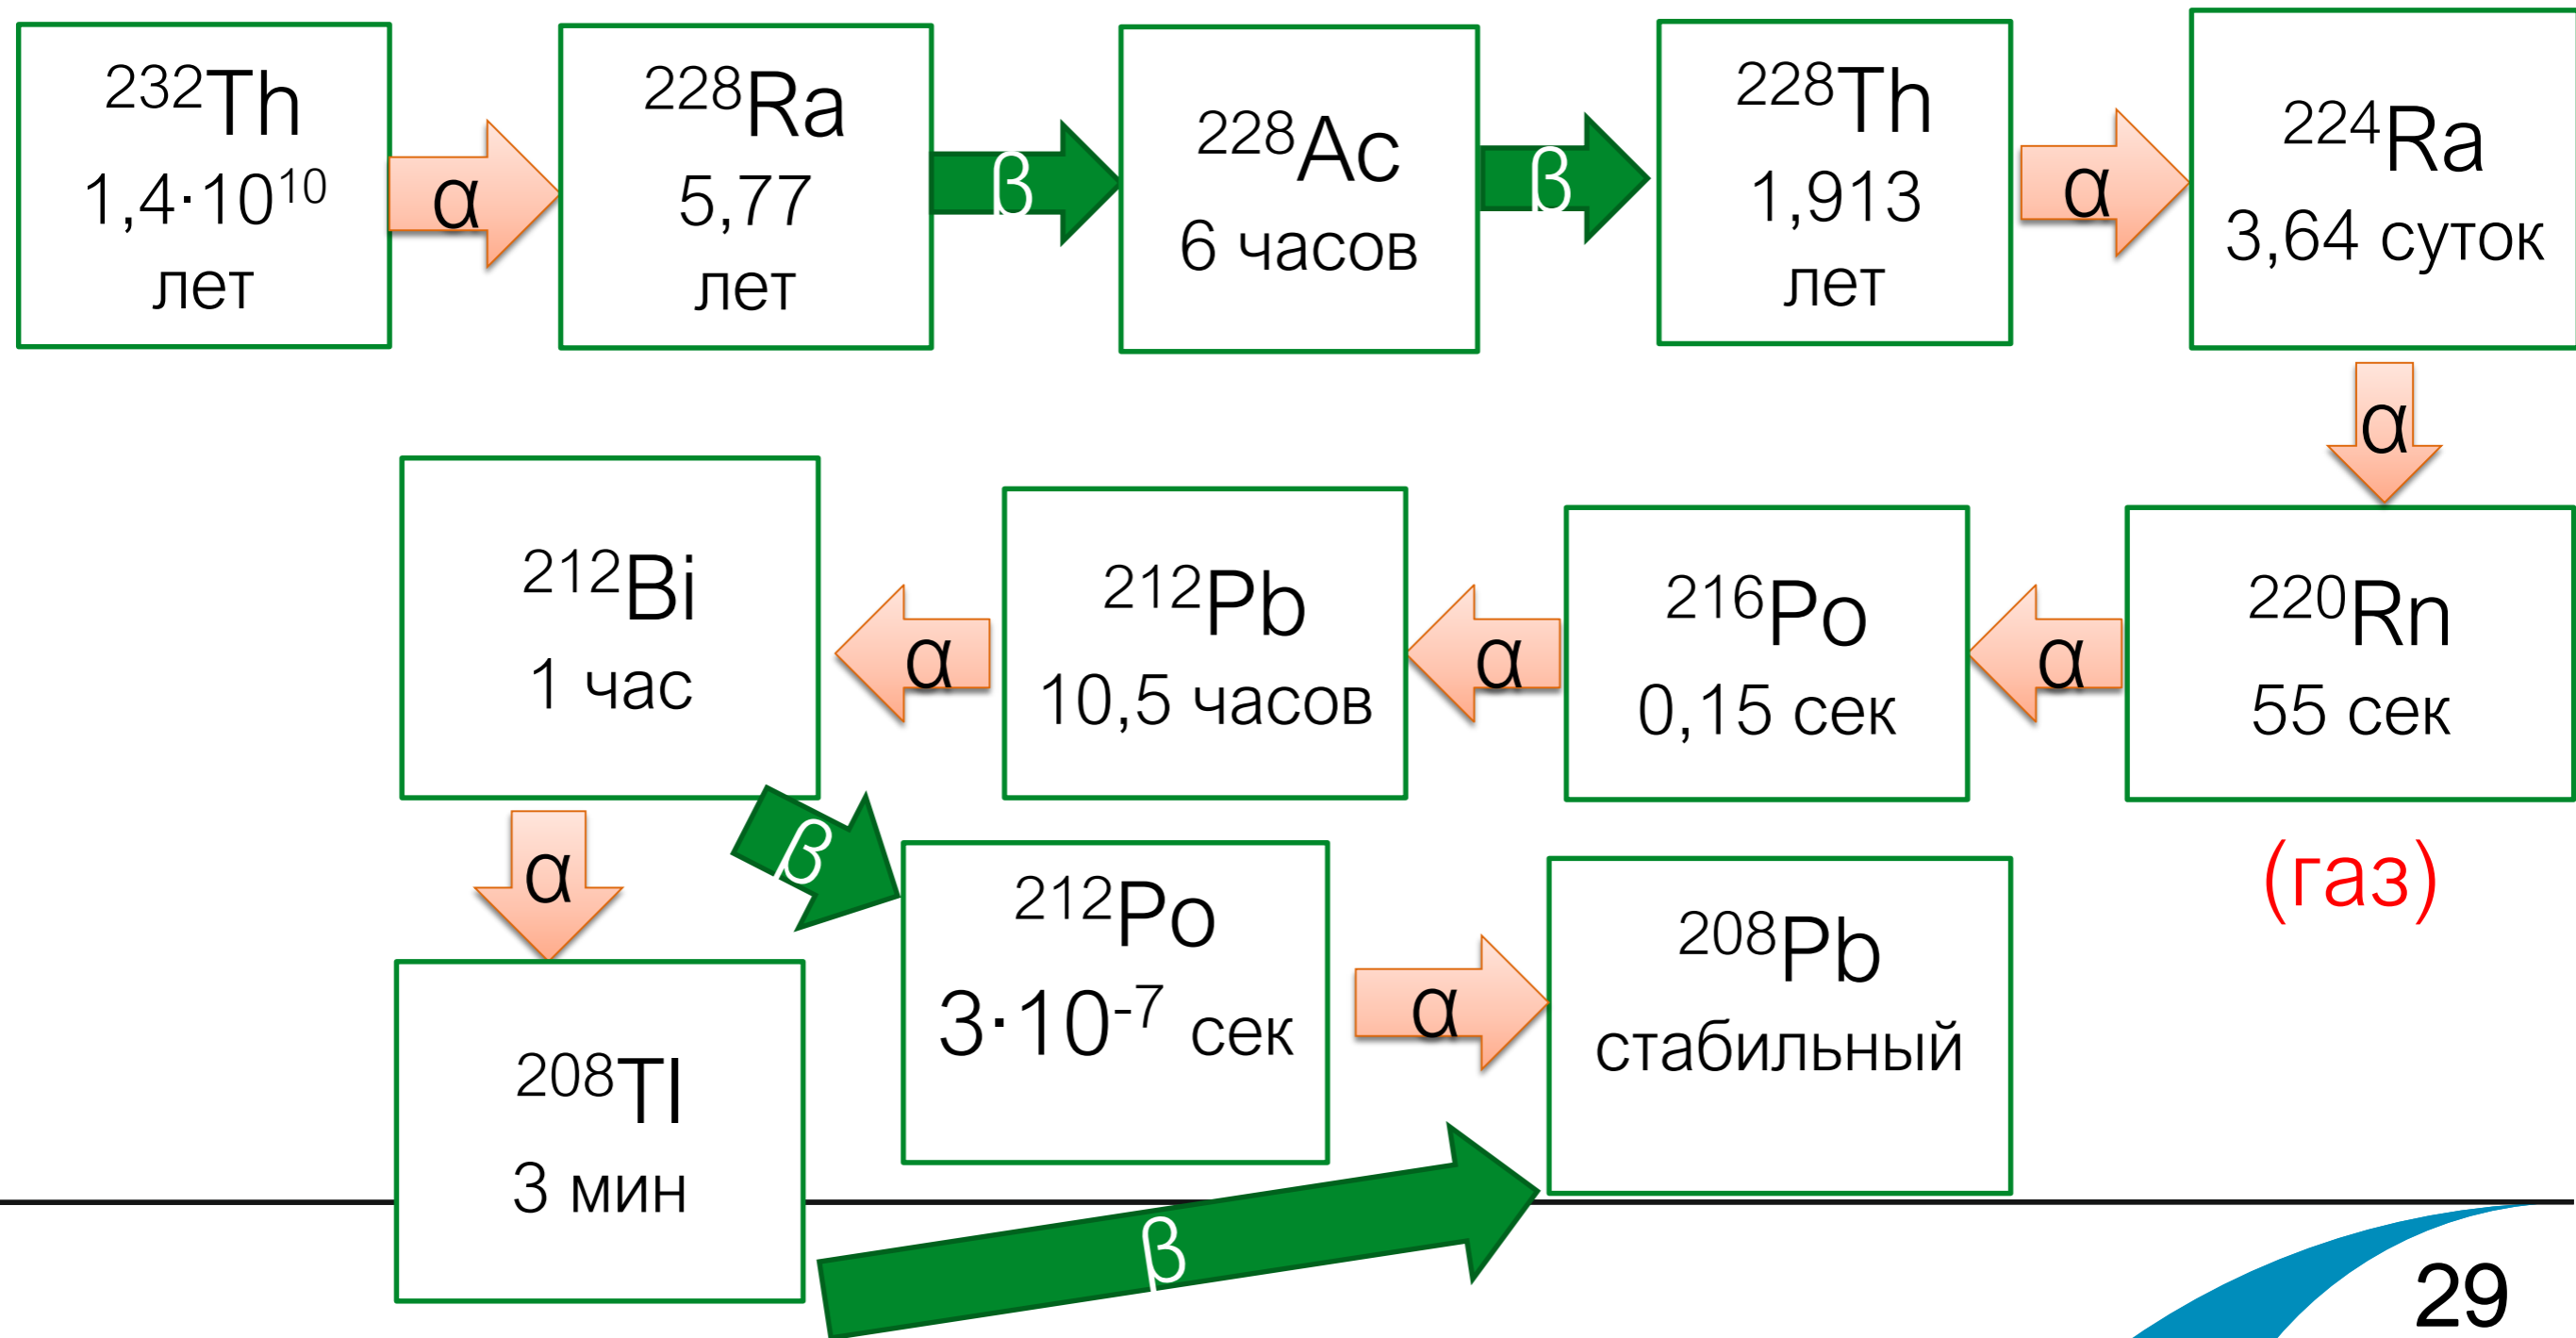 ²³²Th
1,4·10¹⁰
лет
α
²²⁸Ra
5,77
лет
β
²²⁸Ac
6 часов
β
²²⁸Th
1,913
лет
α
²²⁴Ra
3,64 суток
α
²²⁰Rn
55 сек
(газ)
α
²¹⁶Po
0,15 сек
α
²¹²Pb
10,5 часов
α
²¹²Bi
1 час
α
β
²¹²Po
3·10⁻⁷ сек
α
²⁰⁸Pb
стабильный
²⁰⁸Tl
3 мин
β
29